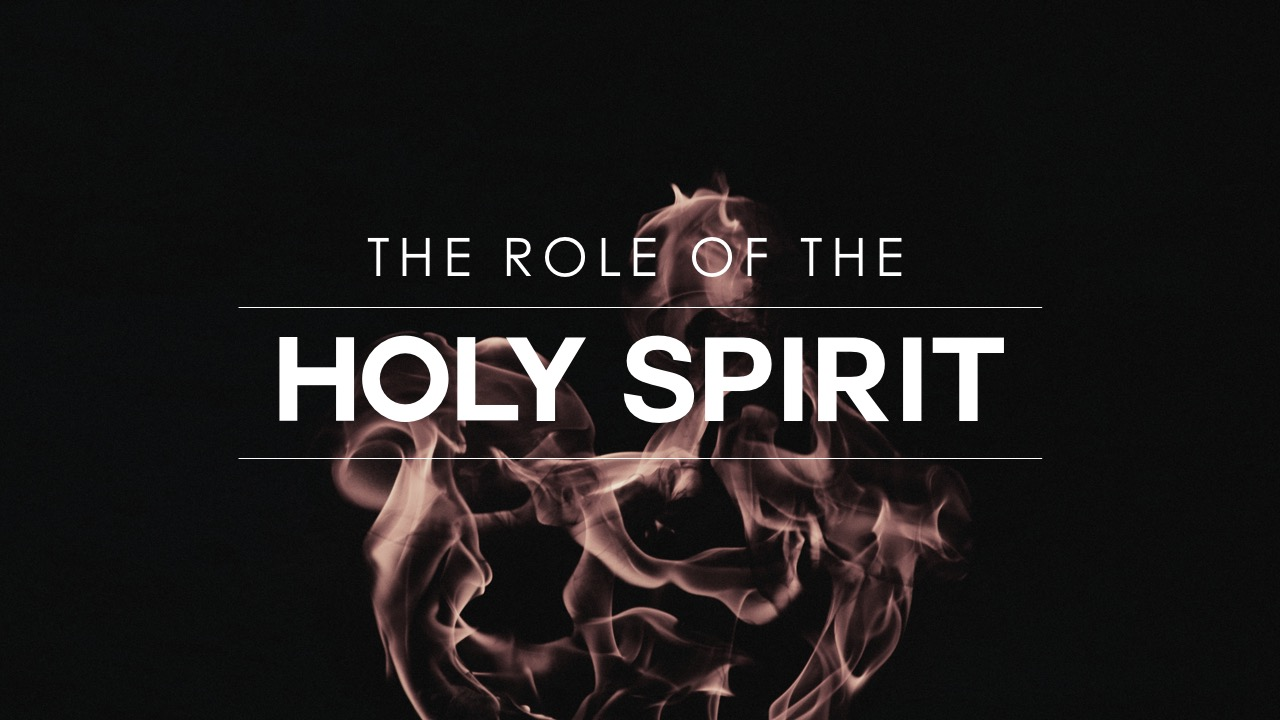 THE ROLE OF THE
HOLY SPIRIT